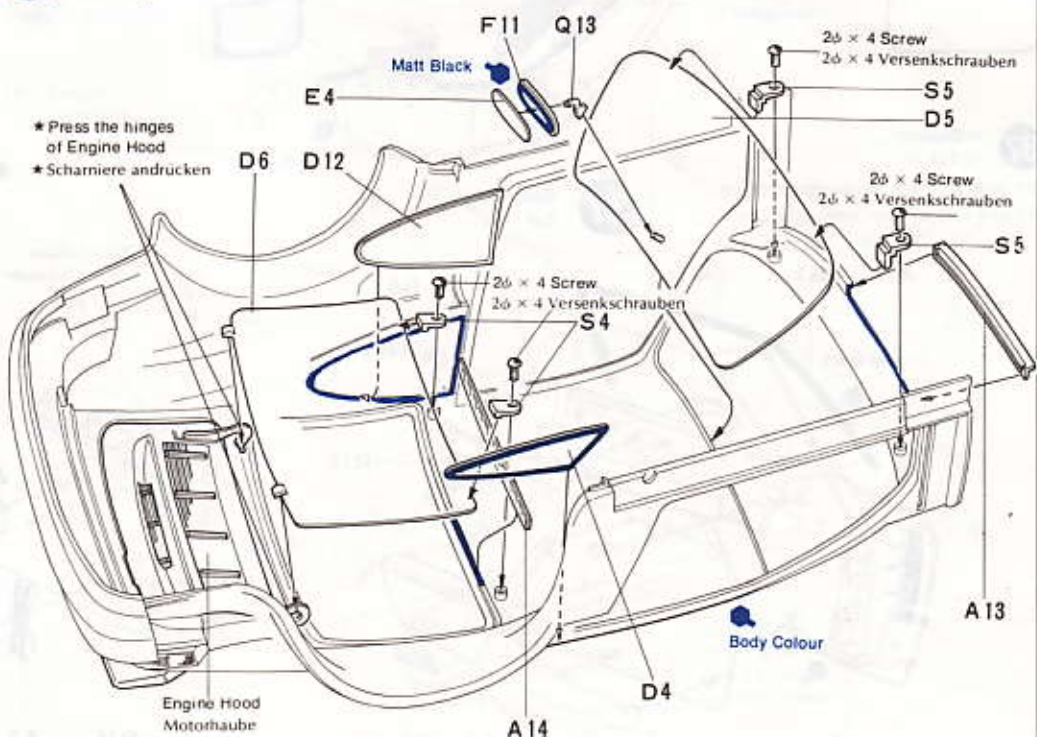 F11
Q13
2ϕ × 4 Screw
2ϕ × 4 Versenkschrauben
Matt Black
E4
S5
D5
★ Press the hinges
of Engine Hood
★ Scharniere andrücken
D6
D12
2ϕ × 4 Screw
2ϕ × 4 Versenkschrauben
S5
2ϕ × 4 Screw
2ϕ × 4 Versenkschrauben
S4
A13
Body Colour
D4
Engine Hood
Motorhaube
A14